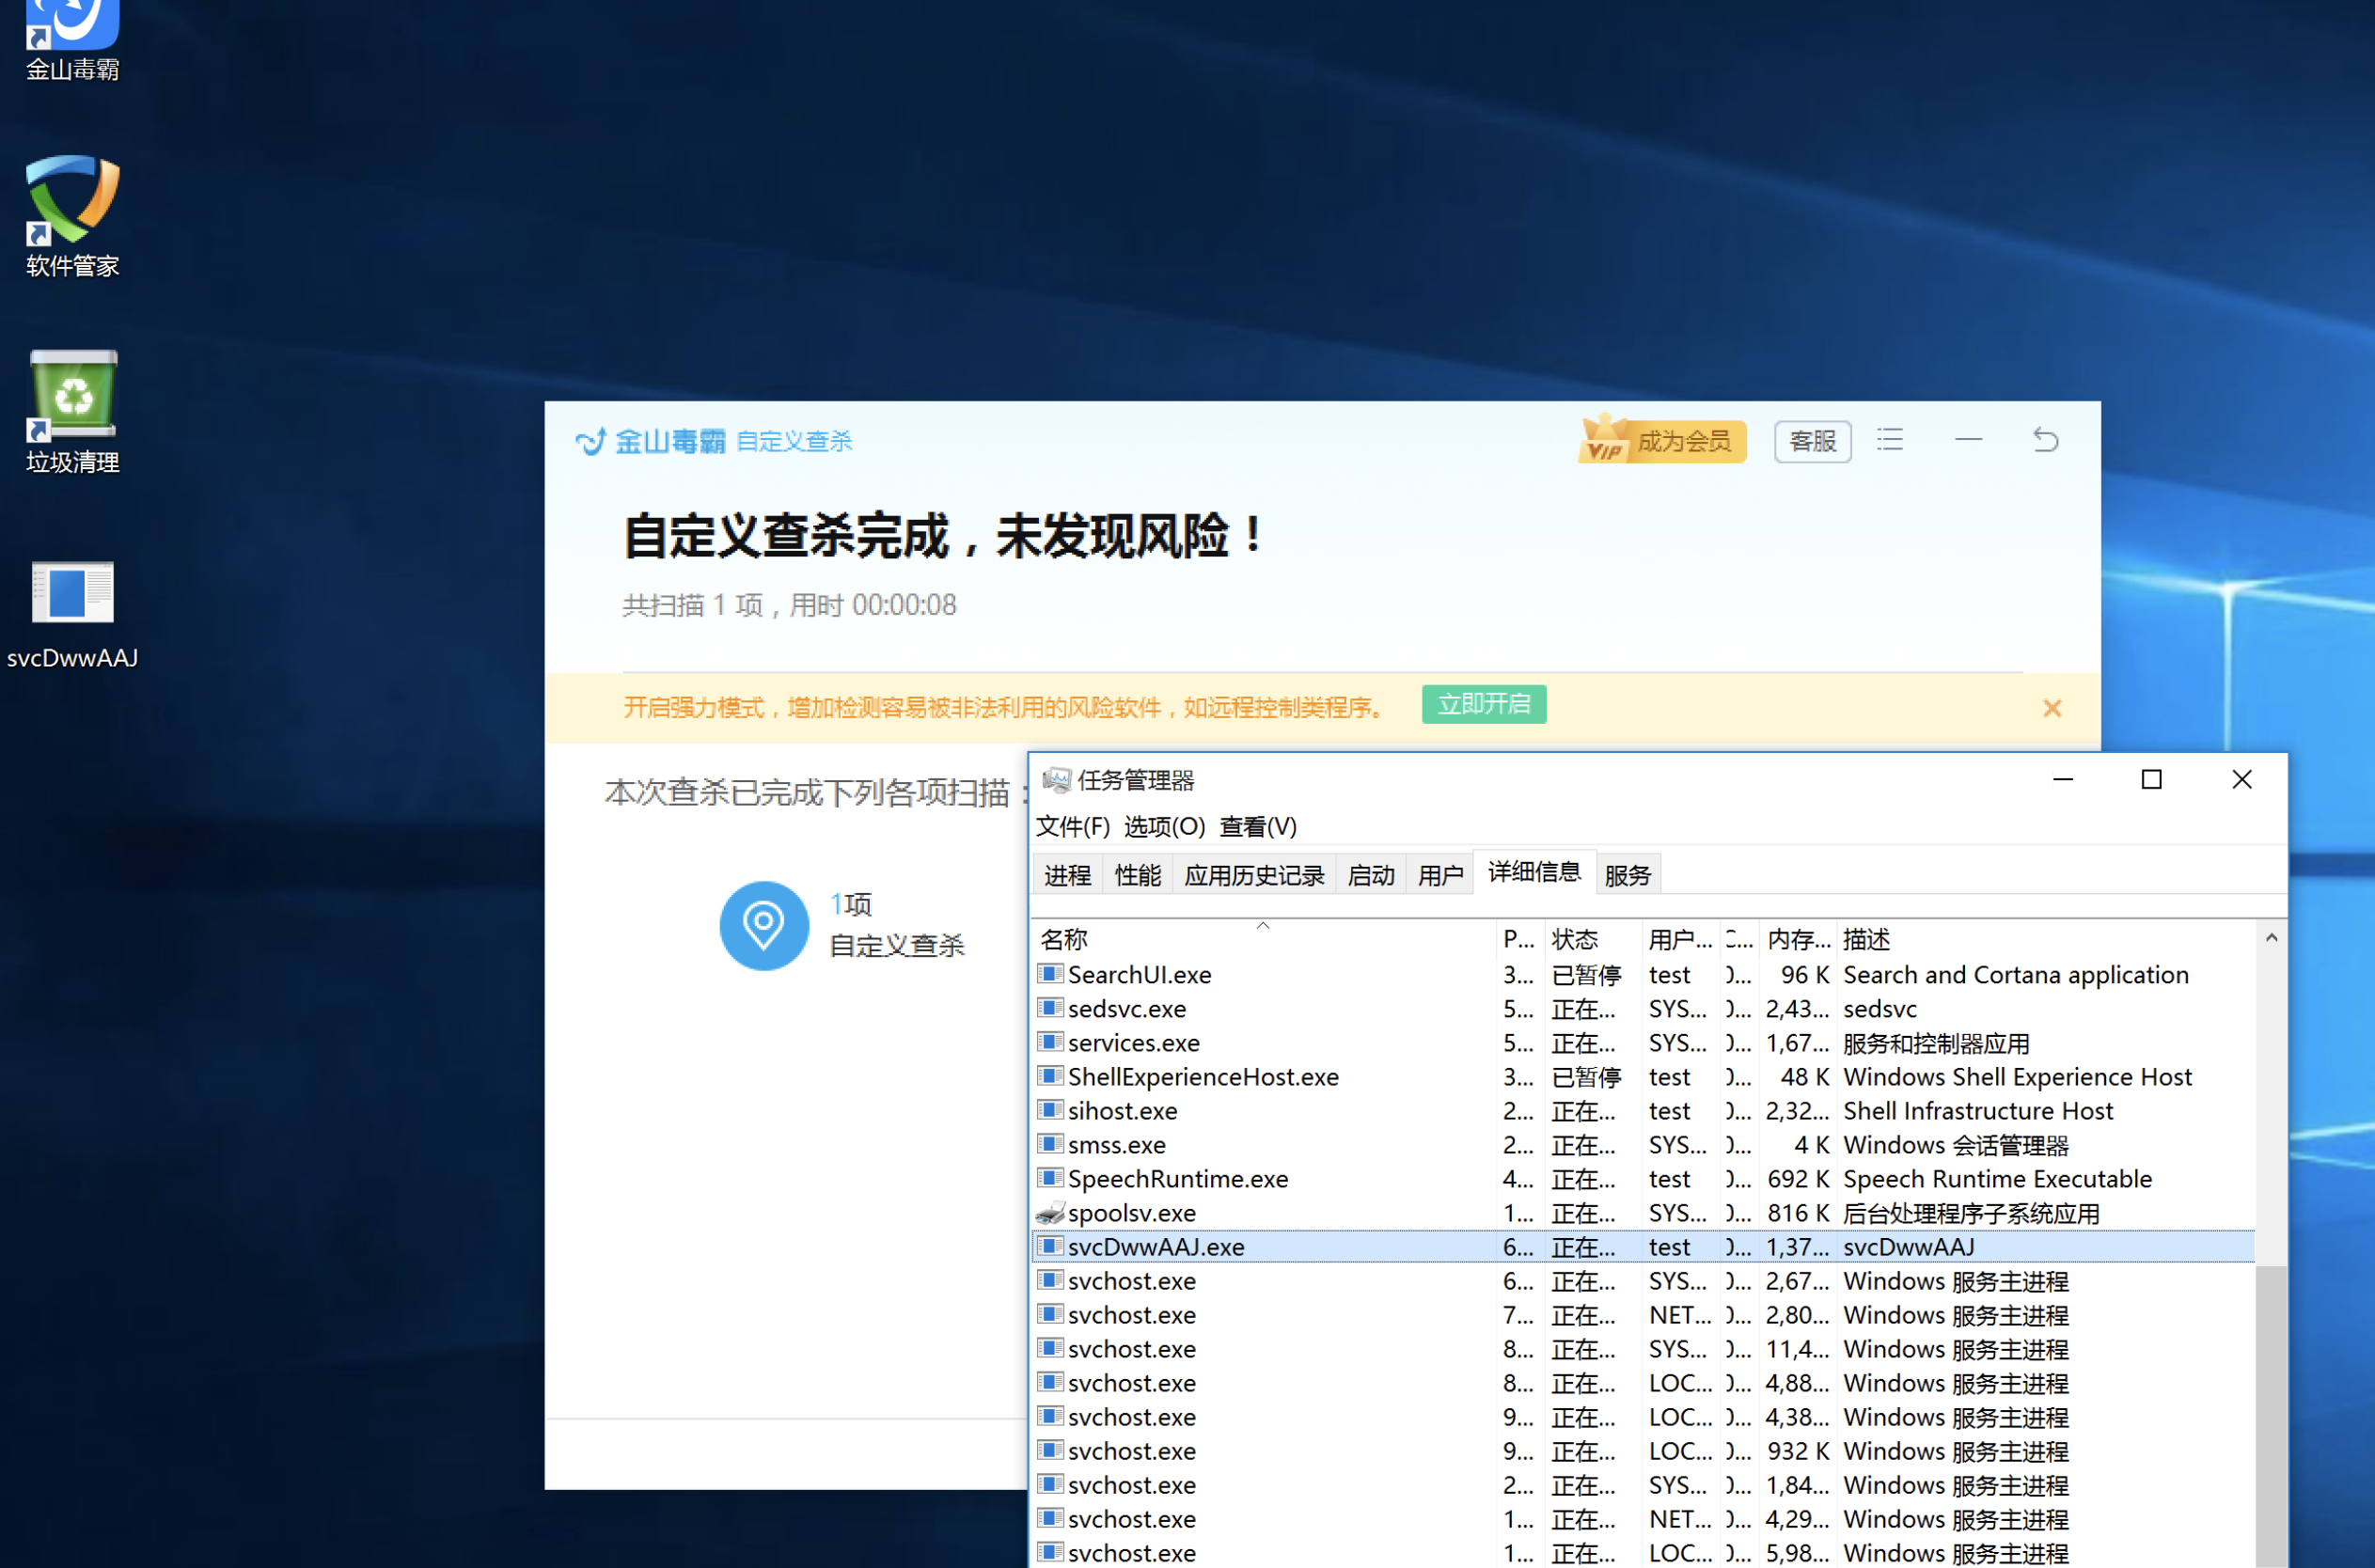 金山毒霸
软件管家
垃圾清理
svcDwwAAJ
金山毒霸 自定义查杀
VIP 成为会员 客服
自定义查杀完成，未发现风险！
共扫描 1 项，用时 00:00:08
开启强力模式，增加检测容易被非法利用的风险软件，如远程控制类程序。 立即开启
本次查杀已完成下列各项扫描：
1项
自定义查杀
任务管理器
文件(F) 选项(O) 查看(V)
进程 性能 应用历史记录 启动 用户 详细信息 服务
名称 P... 状态 用户... C... 内存... 描述
SearchUI.exe 3... 已暂停 test 0... 96 K Search and Cortana application
sedsvc.exe 5... 正在... SYS... 0... 2,43... sedsvc
services.exe 5... 正在... SYS... 0... 1,67... 服务和控制器应用
ShellExperienceHost.exe 3... 已暂停 test 0... 48 K Windows Shell Experience Host
sihost.exe 2... 正在... test 0... 2,32... Shell Infrastructure Host
smss.exe 2... 正在... SYS... 0... 4 K Windows 会话管理器
SpeechRuntime.exe 4... 正在... test 0... 692 K Speech Runtime Executable
spoolsv.exe 1... 正在... SYS... 0... 816 K 后台处理程序子系统应用
svcDwwAAJ.exe 6... 正在... test 0... 1,37... svcDwwAAJ
svchost.exe 6... 正在... SYS... 0... 2,67... Windows 服务主进程
svchost.exe 7... 正在... NET... 0... 2,80... Windows 服务主进程
svchost.exe 8... 正在... SYS... 0... 11,4... Windows 服务主进程
svchost.exe 8... 正在... LOC... 0... 4,88... Windows 服务主进程
svchost.exe 9... 正在... LOC... 0... 4,38... Windows 服务主进程
svchost.exe 9... 正在... LOC... 0... 932 K Windows 服务主进程
svchost.exe 2... 正在... SYS... 0... 1,84... Windows 服务主进程
svchost.exe 1... 正在... NET... 0... 4,29... Windows 服务主进程
svchost.exe 1... 正在... LOC... 0... 5,98... Windows 服务主进程